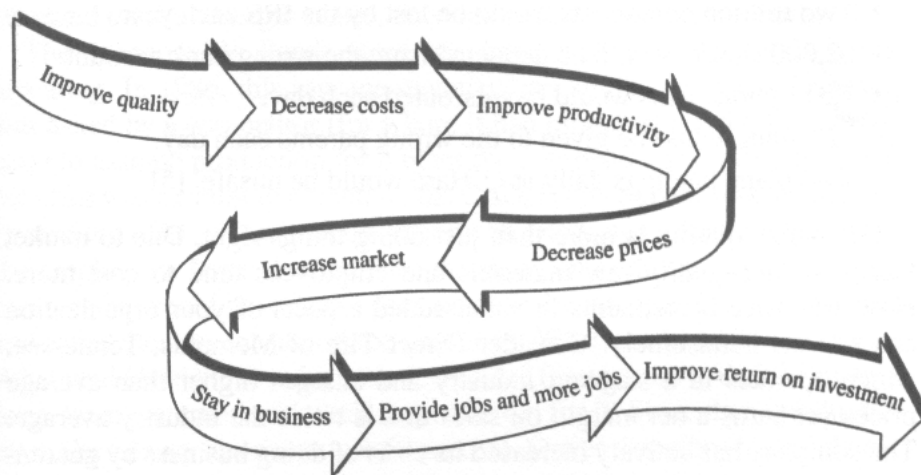 Improve quality
Decrease costs
Improve productivity
Decrease prices
Increase market
Stay in business
Provide jobs and more jobs
Improve return on investment